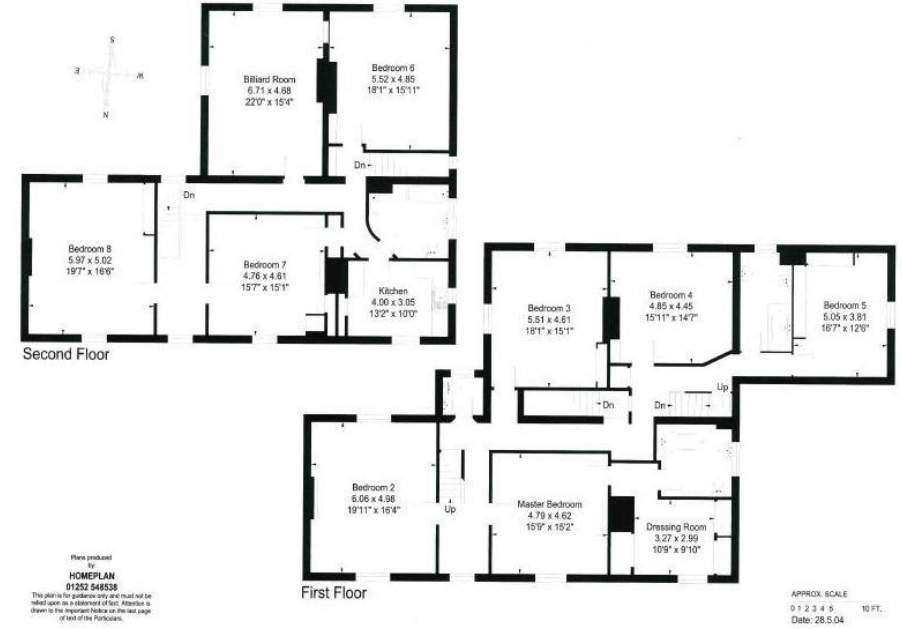 S
E
W
N
Billiard Room
6.71 x 4.68
22'0" x 15'4"
Bedroom 6
5.52 x 4.85
18'1" x 15'11"
Dn
Dn
Bedroom 8
5.97 x 5.02
19'7" x 16'6"
Bedroom 7
4.76 x 4.61
15'7" x 15'1"
Kitchen
4.00 x 3.05
13'2" x 10'0"
Second Floor
Bedroom 3
5.51 x 4.61
18'1" x 15'1"
Bedroom 4
4.85 x 4.45
15'11" x 14'7"
Bedroom 5
5.05 x 3.81
16'7" x 12'6"
Up
Dn
Dn
Bedroom 2
6.06 x 4.98
19'11" x 16'4"
Up
Master Bedroom
4.79 x 4.62
15'9" x 15'2"
Dressing Room
3.27 x 2.99
10'9" x 9'10"
First Floor
Plans produced
by
HOMEPLAN
01252 548538
This plan is for guidance only and must not be
relied upon as a statement of fact. Attention is
drawn to the Important Notice on the last page
of text of the Particulars.
APPROX. SCALE
0 1 2 3 4 5 10 FT.
Date: 28.5.04